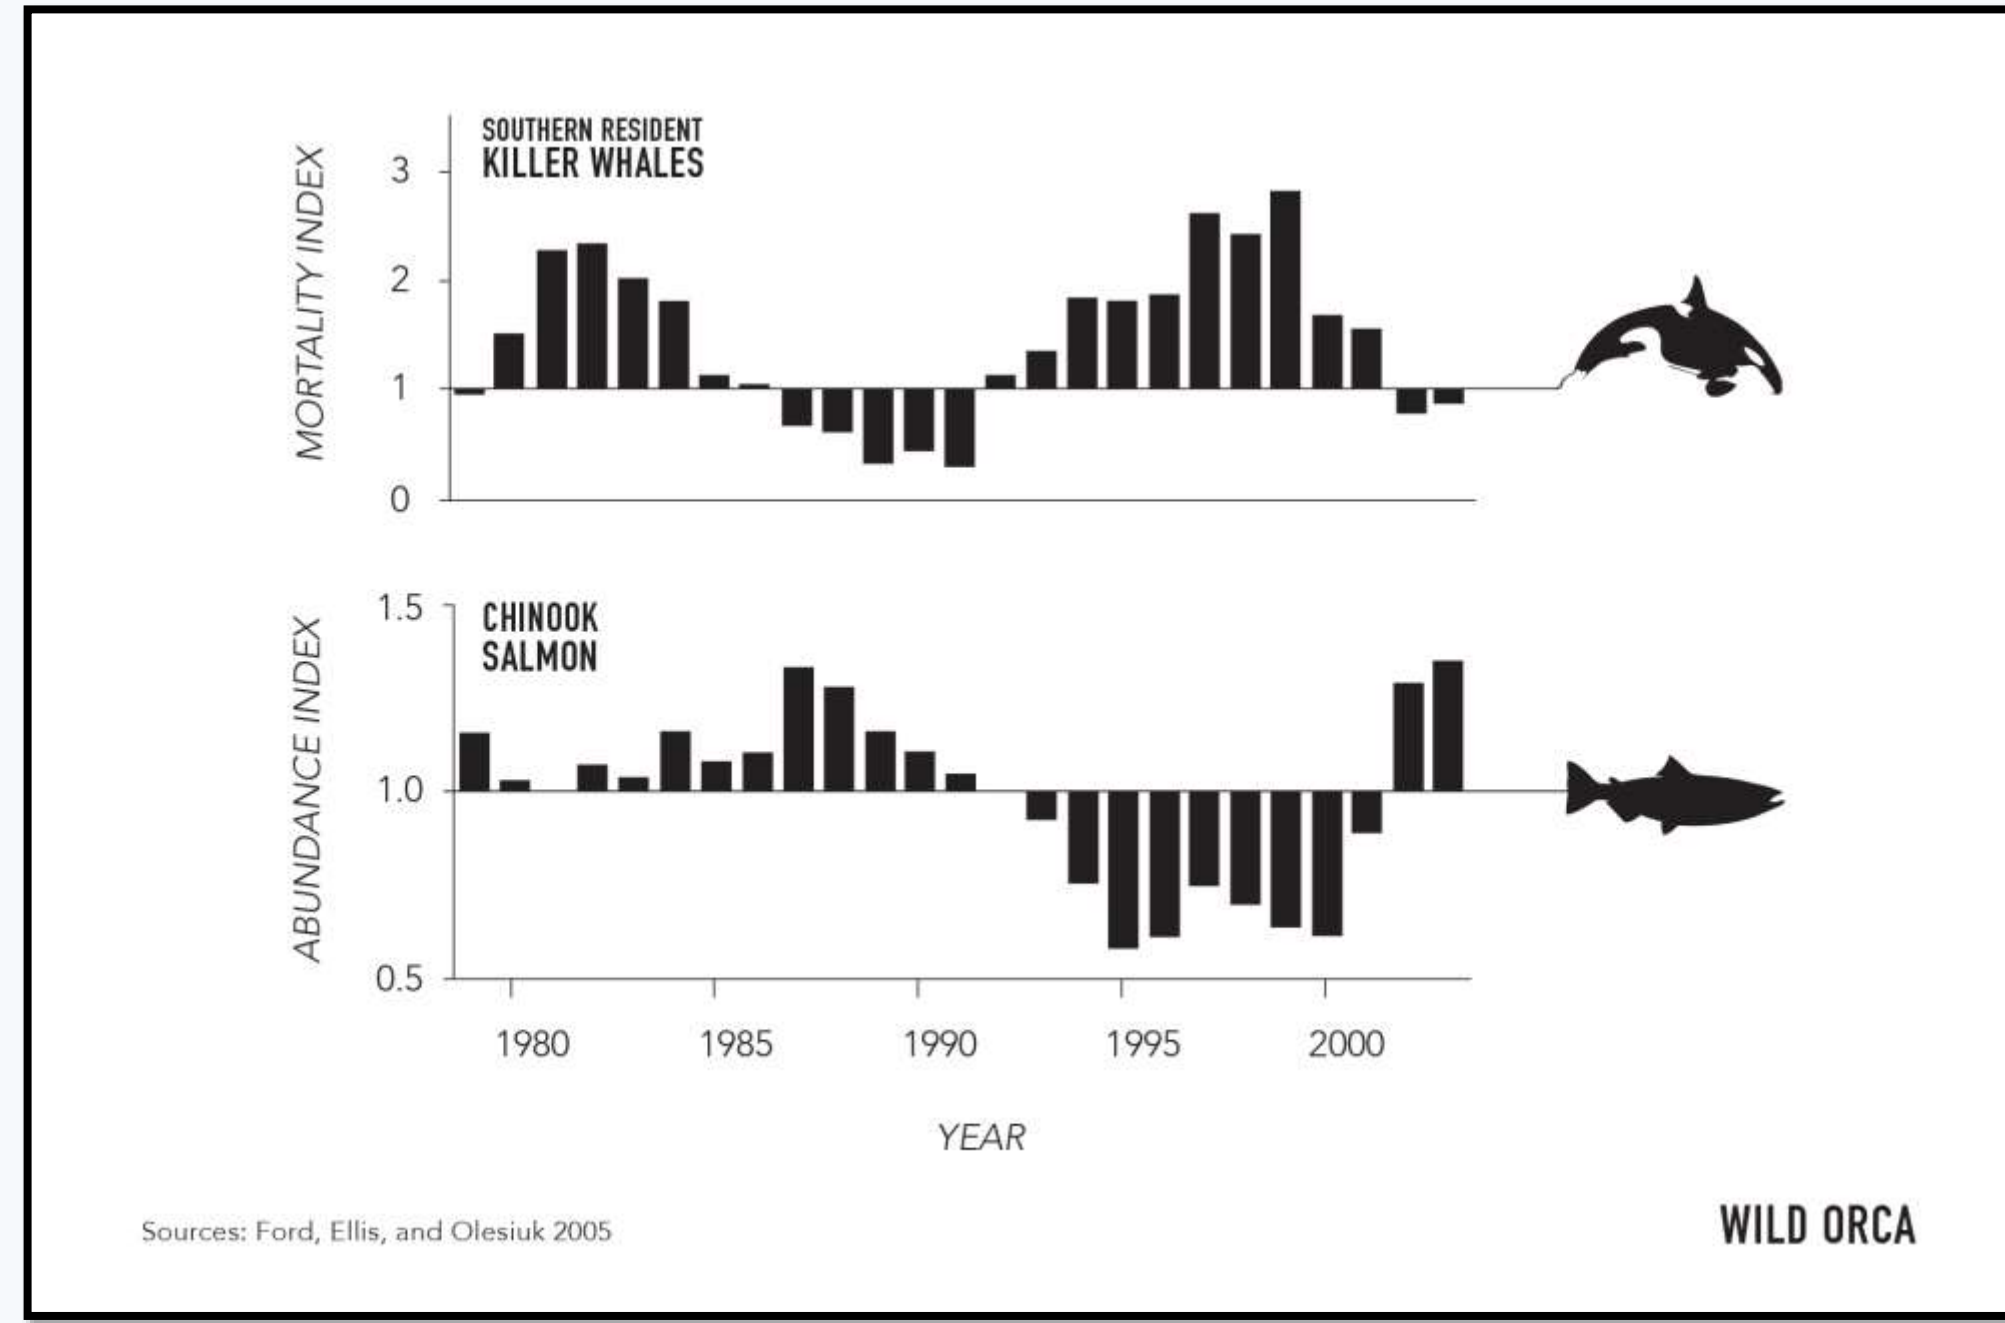 SOUTHERN RESIDENT
KILLER WHALES
MORTALITY INDEX
3
2
1
0
CHINOOK
SALMON
ABUNDANCE INDEX
1.5
1.0
0.5
1980
1985
1990
1995
2000
YEAR
Sources: Ford, Ellis, and Olesiuk 2005
WILD ORCA